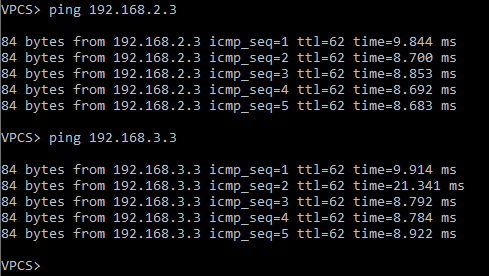 VPCS> ping 192.168.2.3
84 bytes from 192.168.2.3 icmp_seq=1 ttl=62 time=9.844 ms
84 bytes from 192.168.2.3 icmp_seq=2 ttl=62 time=8.700 ms
84 bytes from 192.168.2.3 icmp_seq=3 ttl=62 time=8.853 ms
84 bytes from 192.168.2.3 icmp_seq=4 ttl=62 time=8.692 ms
84 bytes from 192.168.2.3 icmp_seq=5 ttl=62 time=8.683 ms
VPCS> ping 192.168.3.3
84 bytes from 192.168.3.3 icmp_seq=1 ttl=62 time=9.914 ms
84 bytes from 192.168.3.3 icmp_seq=2 ttl=62 time=21.341 ms
84 bytes from 192.168.3.3 icmp_seq=3 ttl=62 time=8.792 ms
84 bytes from 192.168.3.3 icmp_seq=4 ttl=62 time=8.784 ms
84 bytes from 192.168.3.3 icmp_seq=5 ttl=62 time=8.922 ms
VPCS>